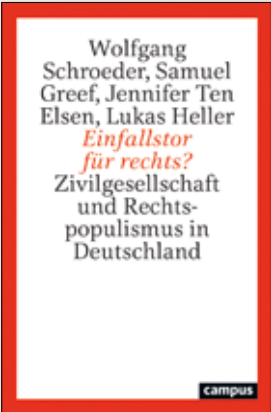 Wolfgang
Schroeder, Samuel
Greef, Jennifer Ten
Elsen, Lukas Heller
Einfallstor
für rechts?
Zivilgesellschaft
und Rechts-
populismus in
Deutschland
campus